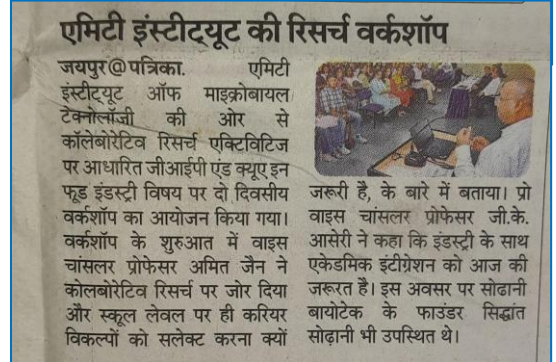 एमिटी इंस्टीट्यूट की रिसर्च वर्कशॉप
जयपुर@पत्रिका. एमिटी
इंस्टीट्यूट ऑफ माइक्रोबायल
टेक्नोलॉजी की ओर से
कॉलेबोरेटिव रिसर्च एक्टिविटिज
पर आधारित जीआईपी एंड क्यूए इन
फूड इंडस्ट्री विषय पर दो दिवसीय
वर्कशॉप का आयोजन किया गया।
वर्कशॉप के शुरुआत में वाइस
चांसलर प्रोफेसर अमित जैन ने
कोलबोरेटिव रिसर्च पर जोर दिया
और स्कूल लेवल पर ही करियर
विकल्पों को सलेक्ट करना क्यों
जरूरी है, के बारे में बताया। प्रो
वाइस चांसलर प्रोफेसर जी.के.
आसेरी ने कहा कि इंडस्ट्री के साथ
एकेडमिक इंटीग्रेशन को आज की
जरूरत है। इस अवसर पर सोढानी
बायोटेक के फाउंडर सिद्धांत
सोढ़ानी भी उपस्थित थे।